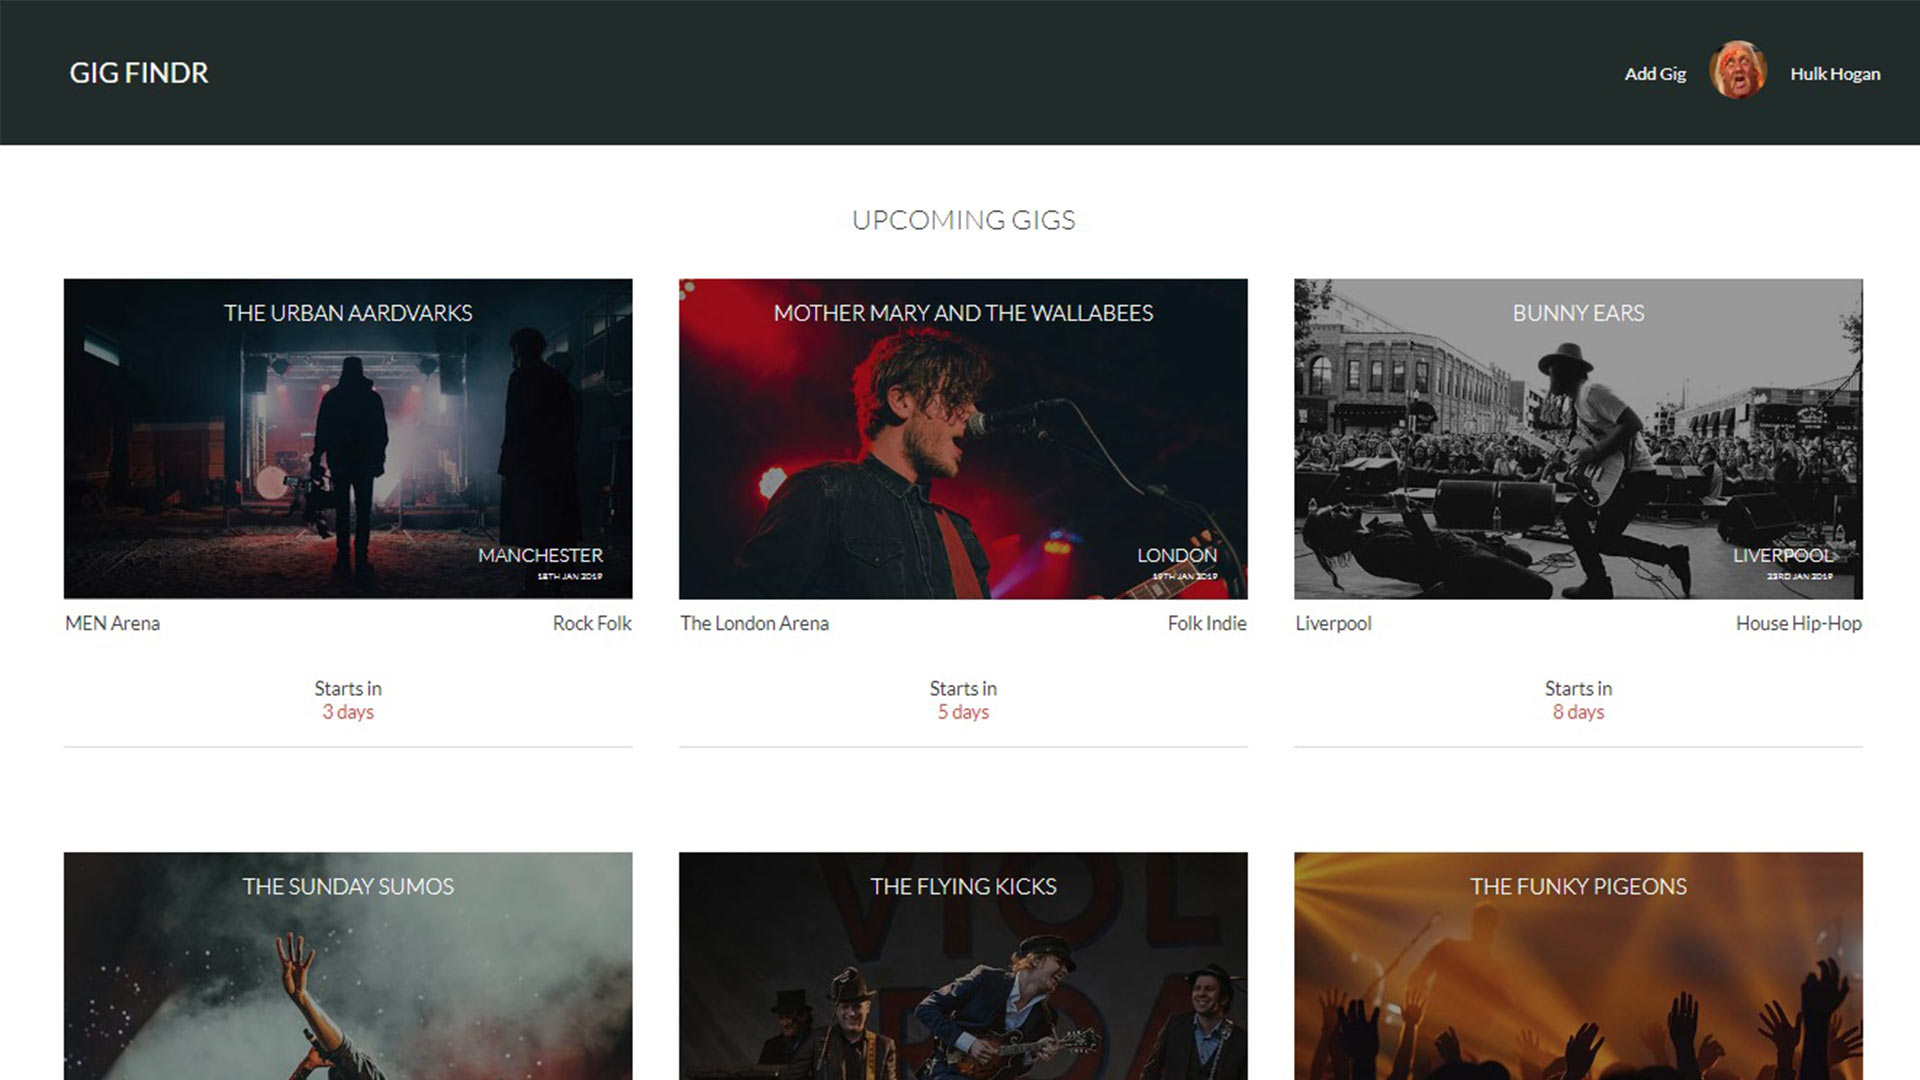 GIG FINDR
Add Gig
Hulk Hogan
UPCOMING GIGS
THE URBAN AARDVARKS
MANCHESTER
18TH JAN 2019
MEN Arena
Rock Folk
Starts in
3 days
MOTHER MARY AND THE WALLABEES
LONDON
19TH JAN 2019
The London Arena
Folk Indie
Starts in
5 days
BUNNY EARS
LIVERPOOL
23RD JAN 2019
Liverpool
House Hip-Hop
Starts in
8 days
THE SUNDAY SUMOS
THE FLYING KICKS
VIOL
THE FUNKY PIGEONS